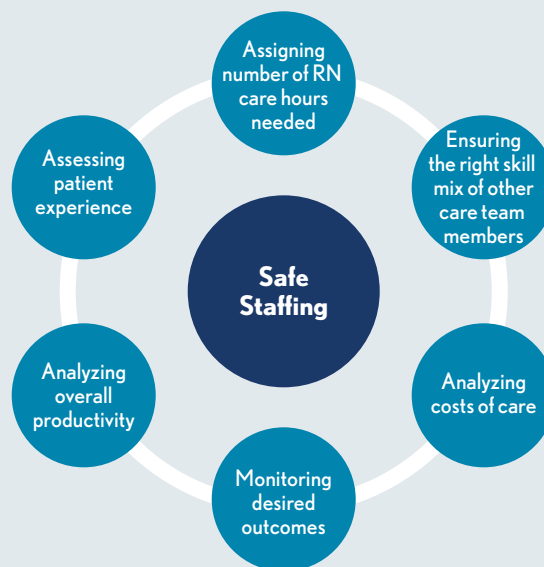 Assigning
number of RN
care hours
needed
Ensuring
the right skill
mix of other
care team
members
Analyzing
costs of care
Monitoring
desired
outcomes
Analyzing
overall
productivity
Assessing
patient
experience
Safe
Staffing